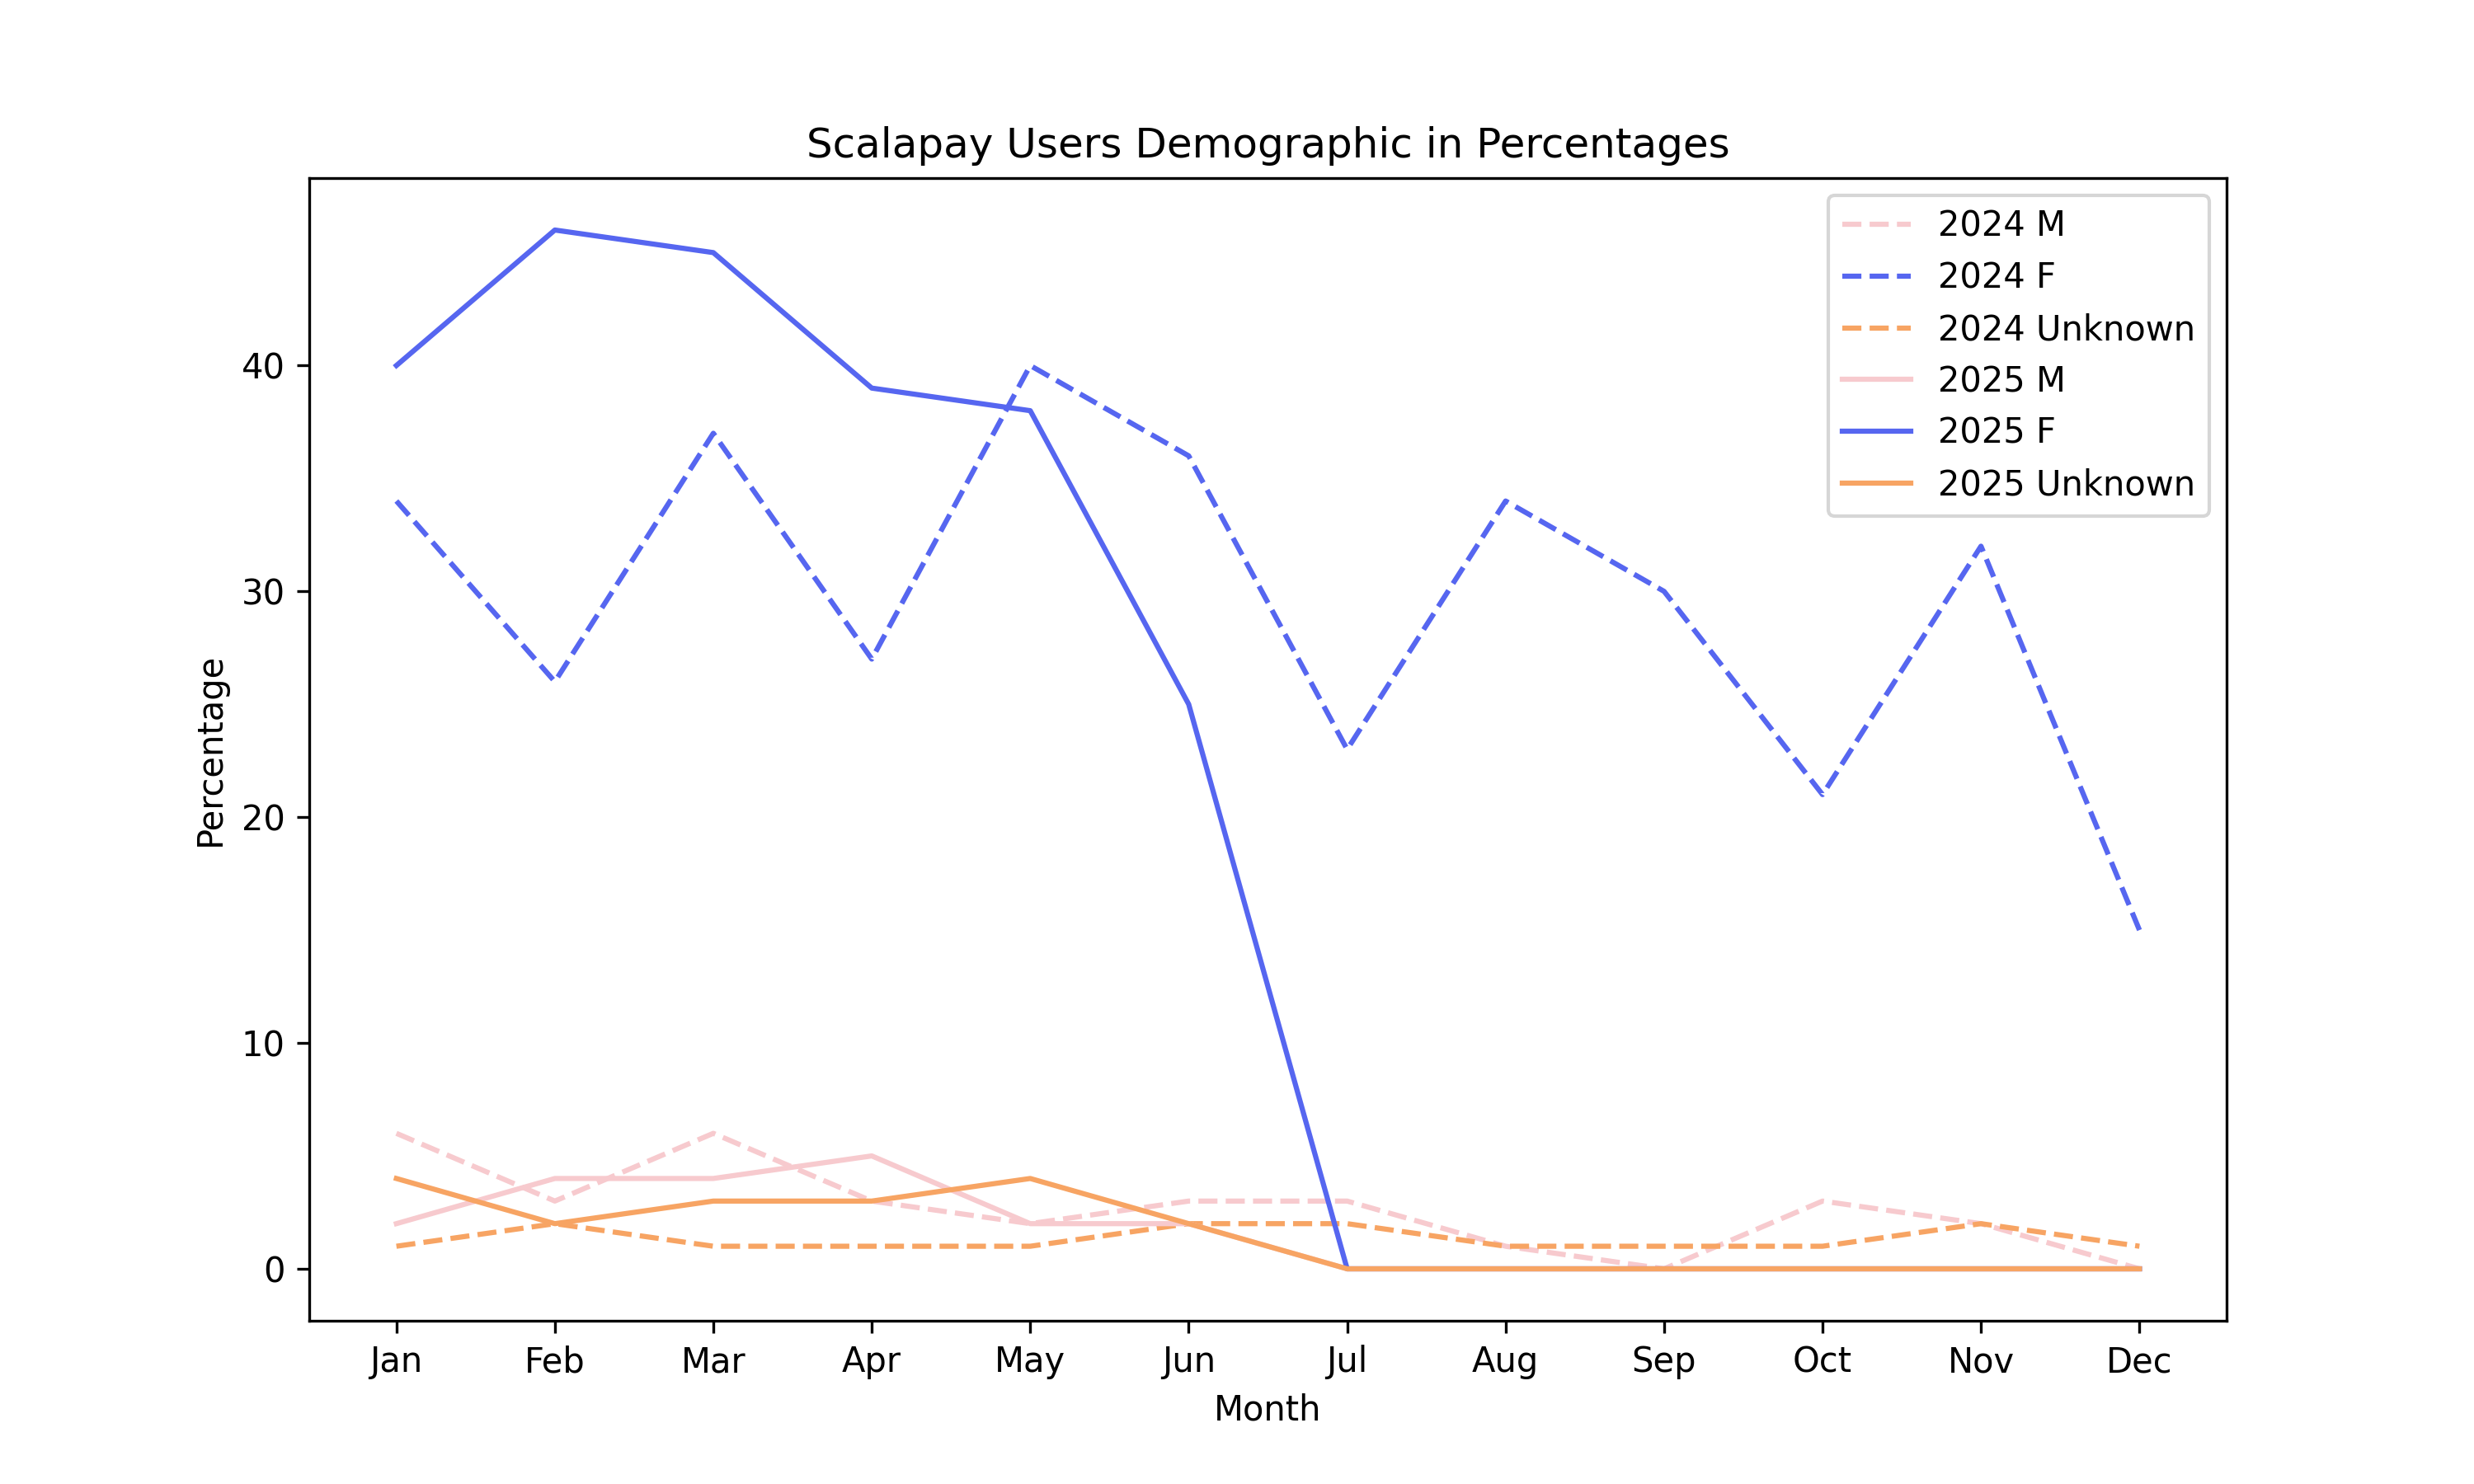 Scalapay Users Demographic in Percentages
2024 M
2024 F
2024 Unknown
2025 M
2025 F
2025 Unknown
Percentage
40
30
20
10
0
Jan Feb Mar Apr May Jun Jul Aug Sep Oct Nov Dec
Month